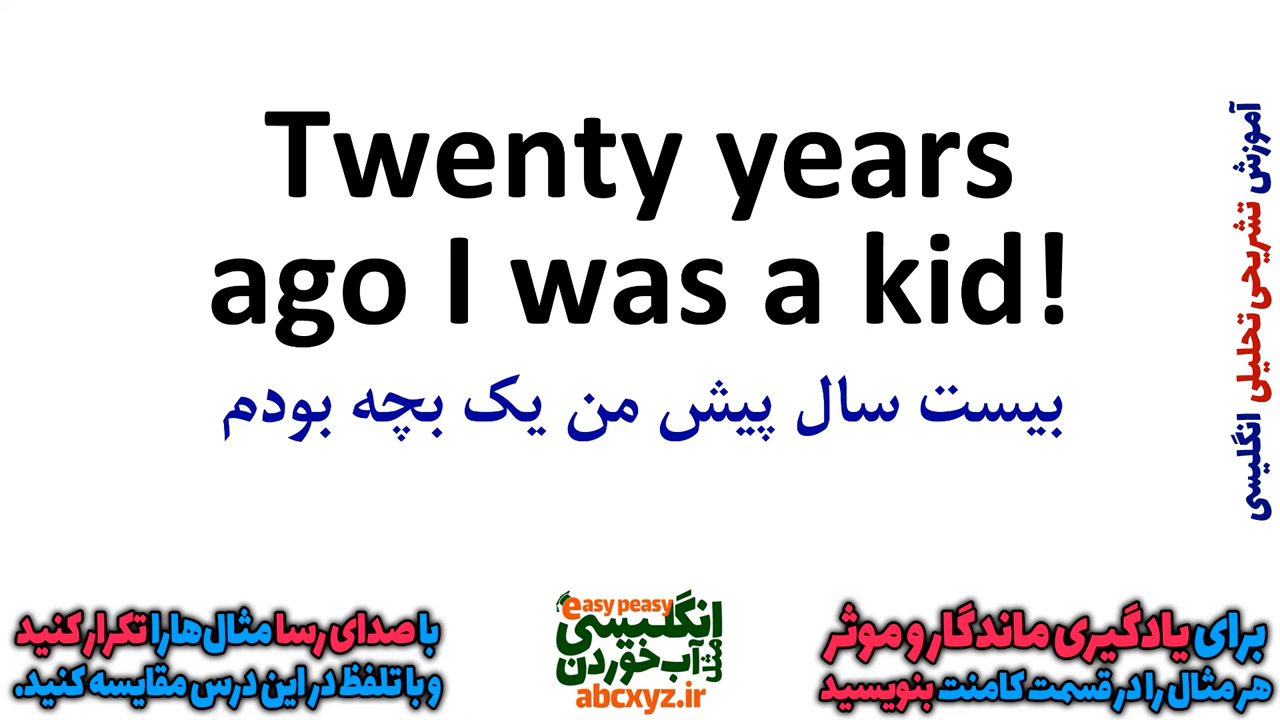 Twenty years
ago I was a kid!
بیست سال پیش من یک بچه بودم
آموزش تشریحی تحلیلی انگلیسی
برای یادگیری ماندگار و موثر
هر مثال را در قسمت کامنت بنویسید
easy peasy
انگلیسی
مثل آب خوردن
abcxyz.ir
با صدای رسا مثال‌ها را تکرار کنید
و با تلفظ در این درس مقایسه کنید.